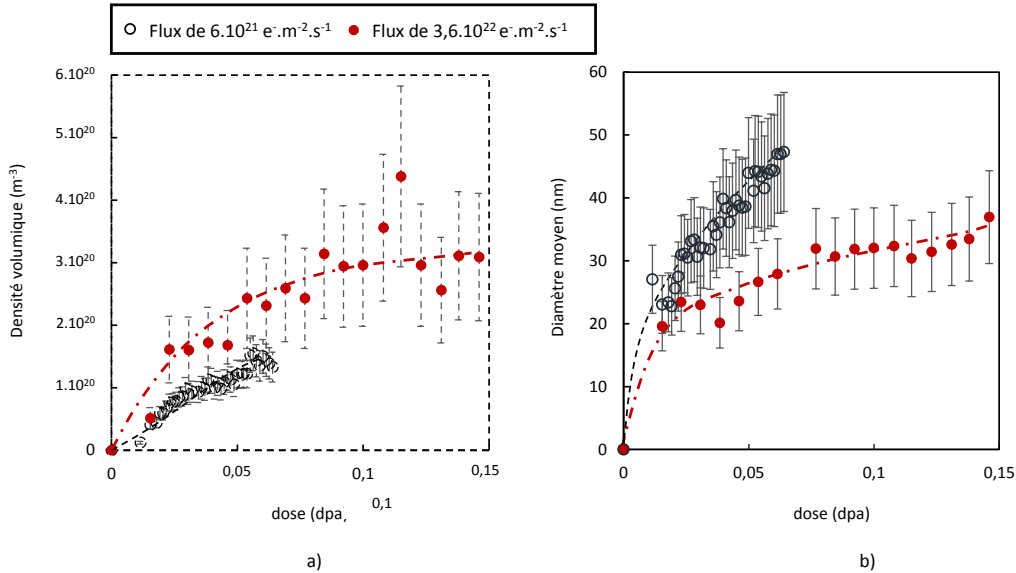 Flux de 6.10²¹ e⁻.m⁻².s⁻¹ Flux de 3,6.10²² e⁻.m⁻².s⁻¹
Densité volumique (m⁻³)
6.10²⁰
5.10²⁰
4.10²⁰
3.10²⁰
2.10²⁰
1.10²⁰
0
0 0,05 0,1 0,15
0,1
dose (dpa,
a)
Diamètre moyen (nm)
60
50
40
30
20
10
0
0 0,05 0,1 0,15
dose (dpa)
b)